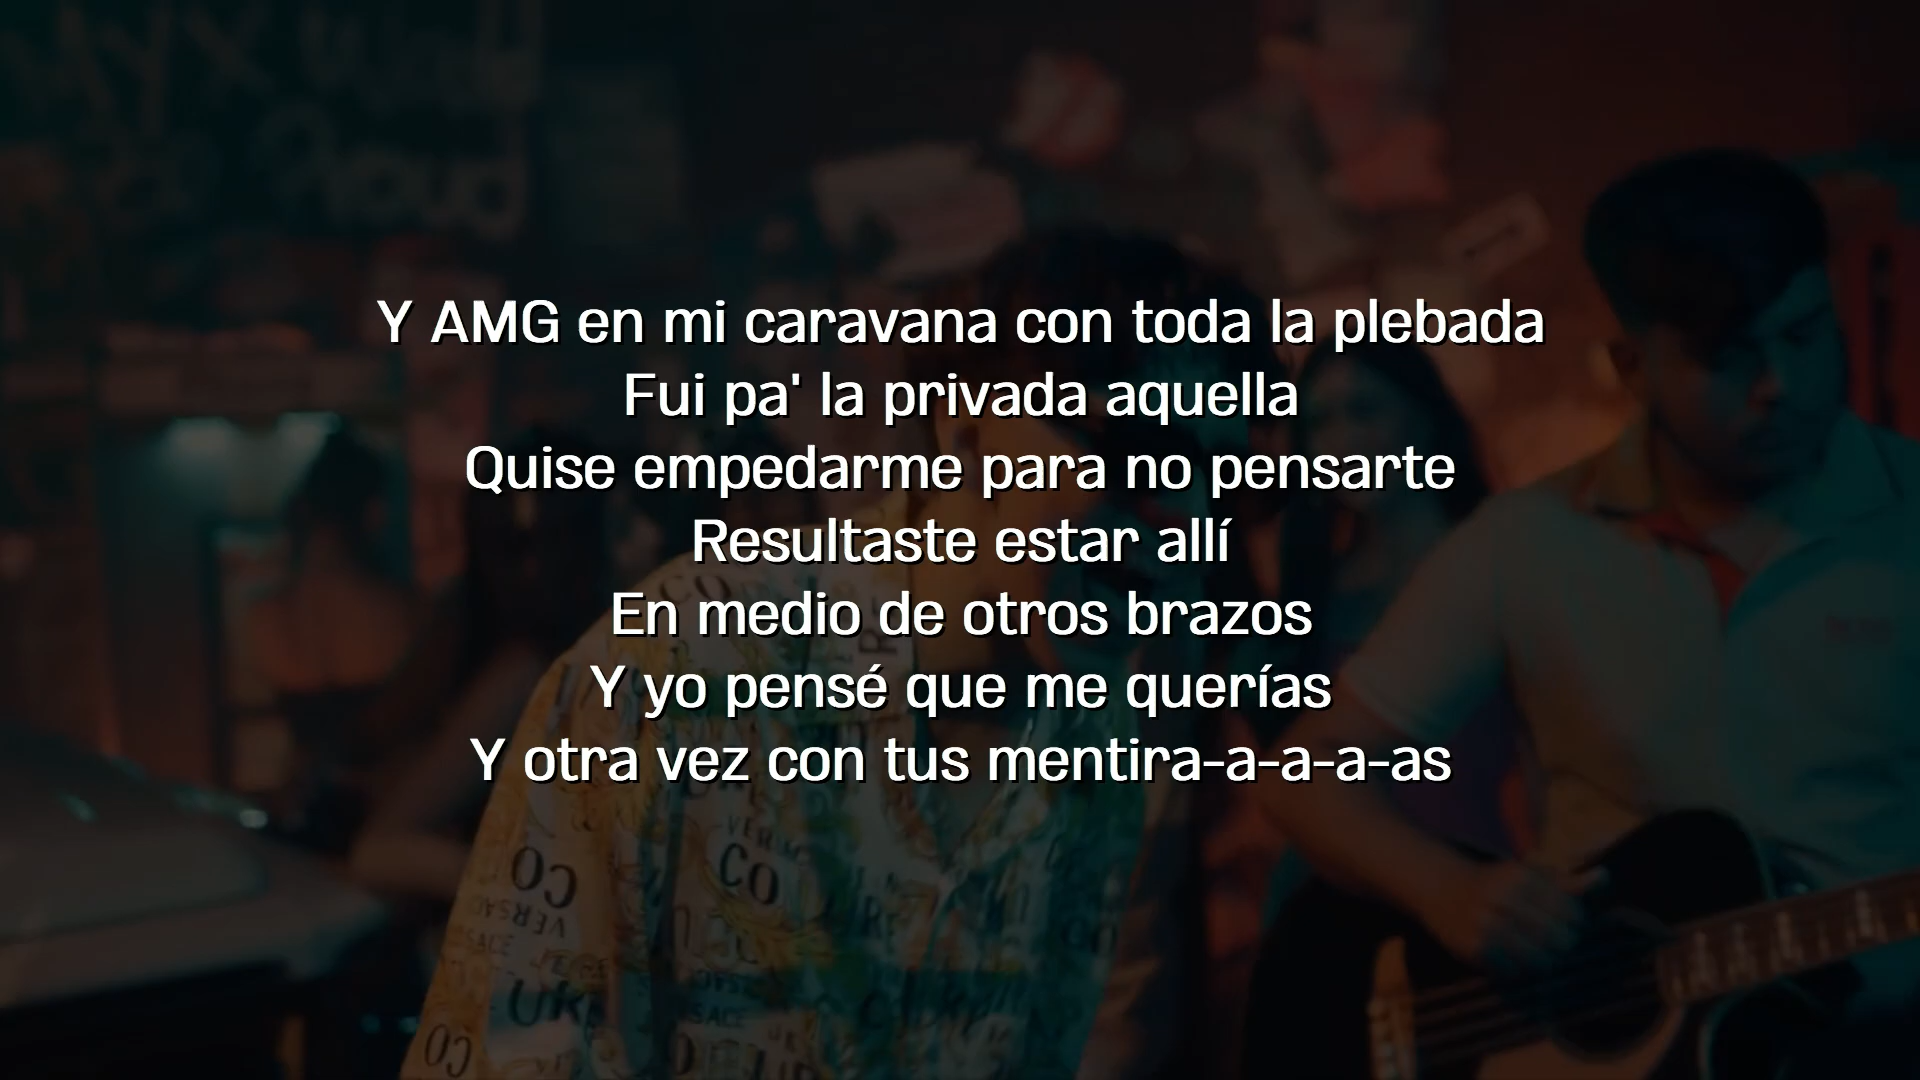 Y AMG en mi caravana con toda la plebada
Fui pa' la privada aquella
Quise empedarme para no pensarte
Resultaste estar allí
En medio de otros brazos
Y yo pensé que me querías
Y otra vez con tus mentira-a-a-a-as